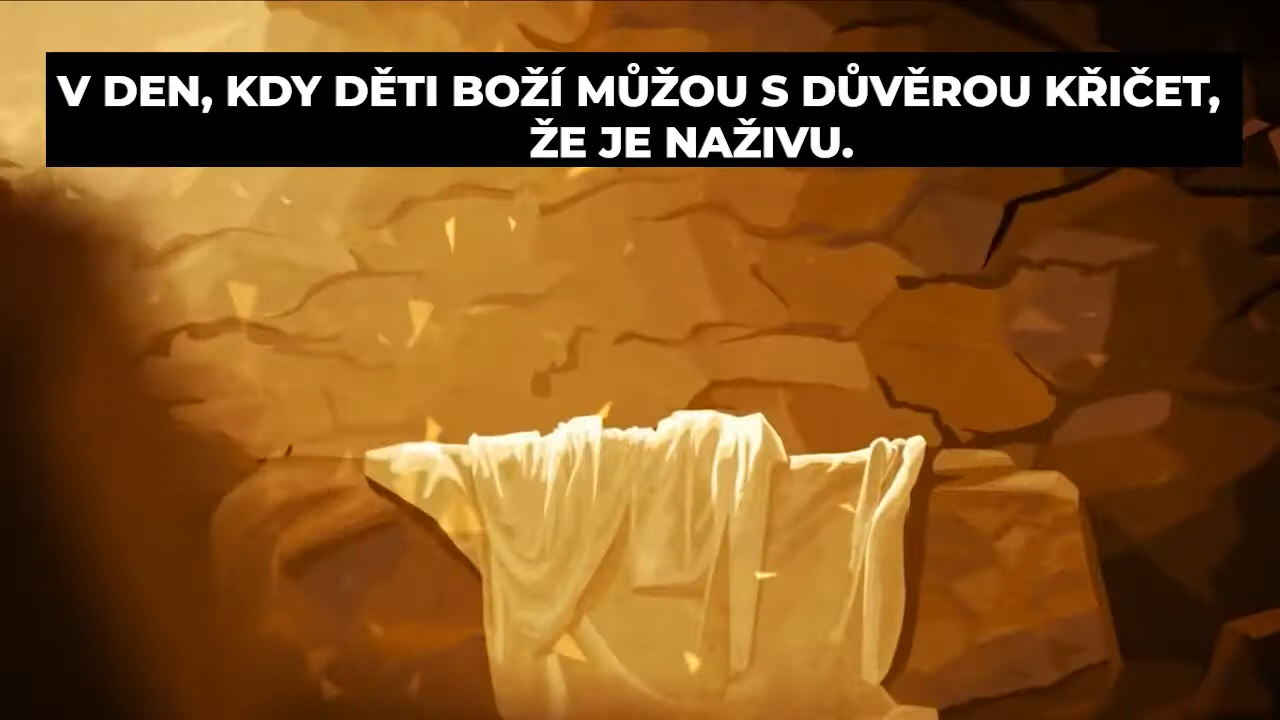 V DEN, KDY DĚTI BOŽÍ MŮŽOU S DŮVĚROU KŘIČET,
ŽE JE NAŽIVU.